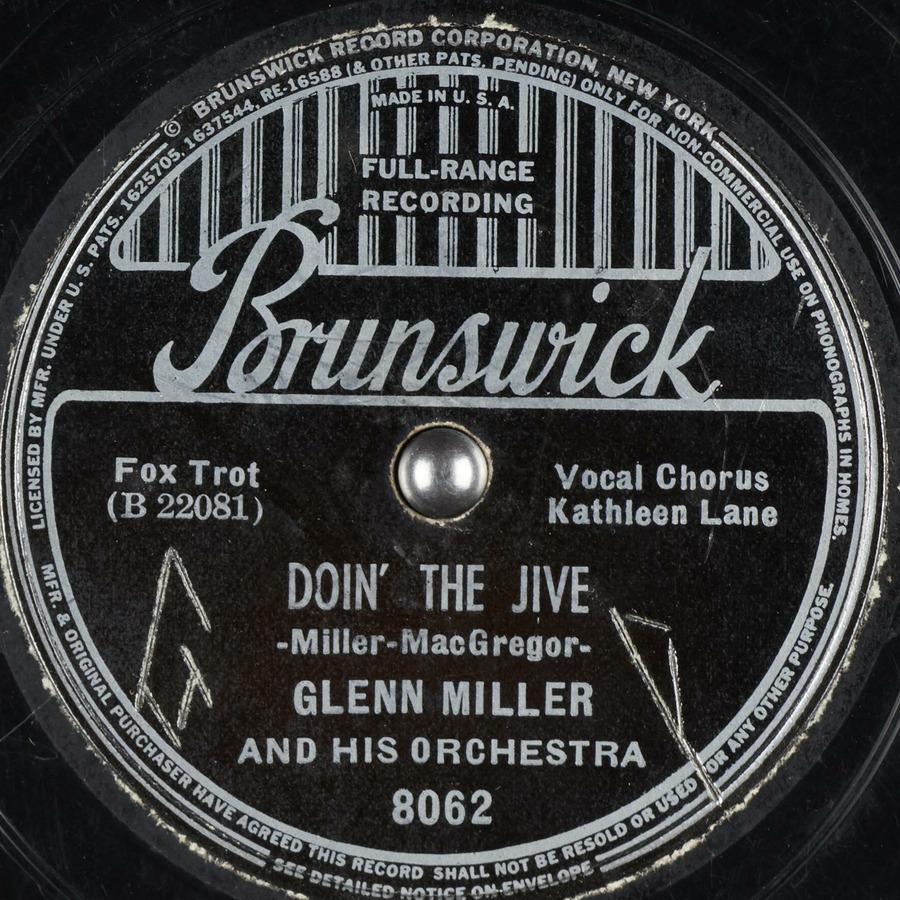 © BRUNSWICK RECORD CORPORATION, NEW YORK
LICENSED BY MFR. UNDER U. S. PATS. 1625705, 1637544, RE-16588 (& OTHER PATS. PENDING) ONLY FOR NON-COMMERCIAL USE ON PHONOGRAPHS IN HOMES.
MADE IN U. S. A.
FULL-RANGE
RECORDING
Brunswick
Fox Trot
(B 22081)
Vocal Chorus
Kathleen Lane
DOIN' THE JIVE
-Miller-MacGregor-
GLENN MILLER
AND HIS ORCHESTRA
8062
MFR. & ORIGINAL PURCHASER HAVE AGREED THIS RECORD SHALL NOT BE RESOLD OR USED FOR ANY OTHER PURPOSE.
SEE DETAILED NOTICE ON ENVELOPE